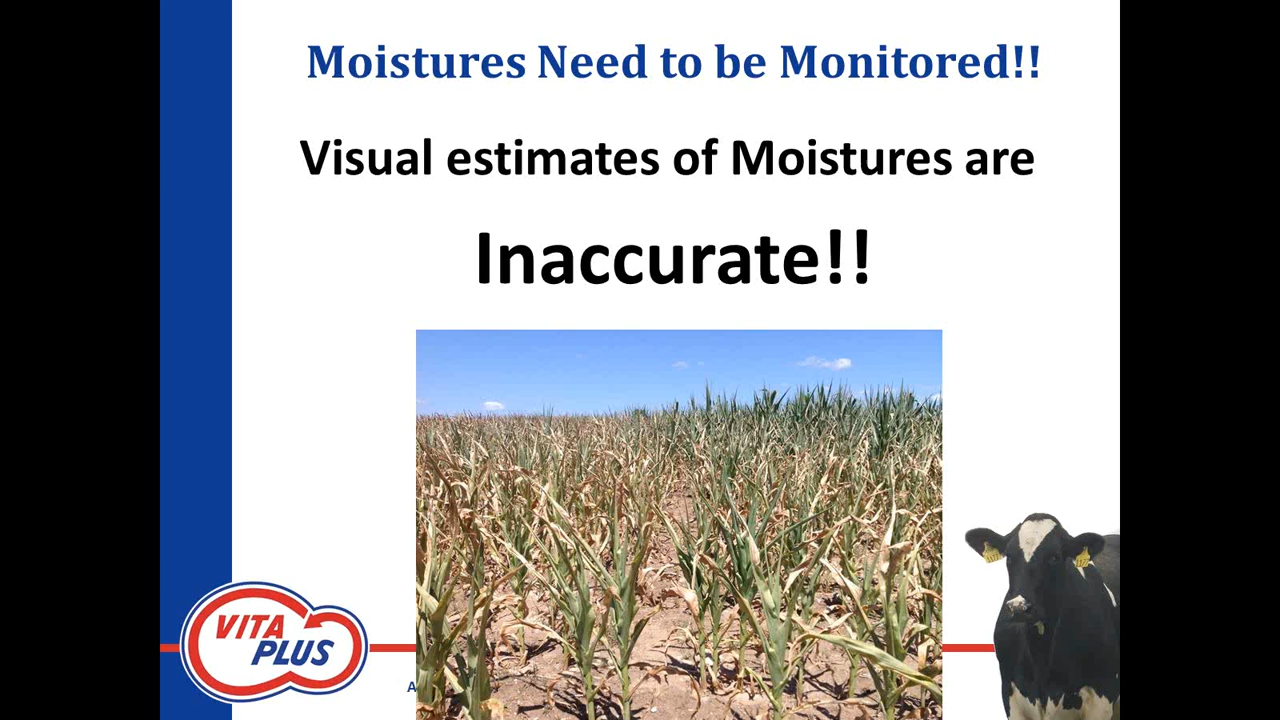 Moistures Need to be Monitored!!
Visual estimates of Moistures are
Inaccurate!!
VITA
PLUS
A